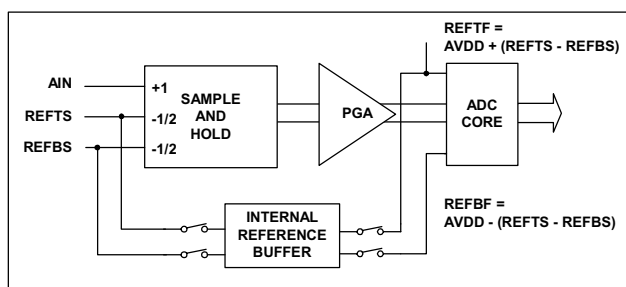 REFTF =
AVDD + (REFTS - REFBS)
AIN
+1
SAMPLE
AND
HOLD
REFTS
-1/2
REFBS
-1/2
PGA
ADC
CORE
INTERNAL
REFERENCE
BUFFER
REFBF =
AVDD - (REFTS - REFBS)